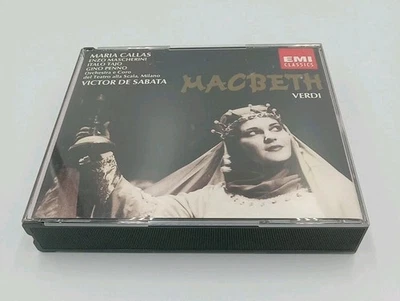 MARIA CALLAS
ENZO MASCHERINI
ITALO TAJO
GINO PENNO
Orchestra e Coro
del Teatro alla Scala, Milano
VICTOR DE SABATA
EMI
CLASSICS
MACBETH
VERDI